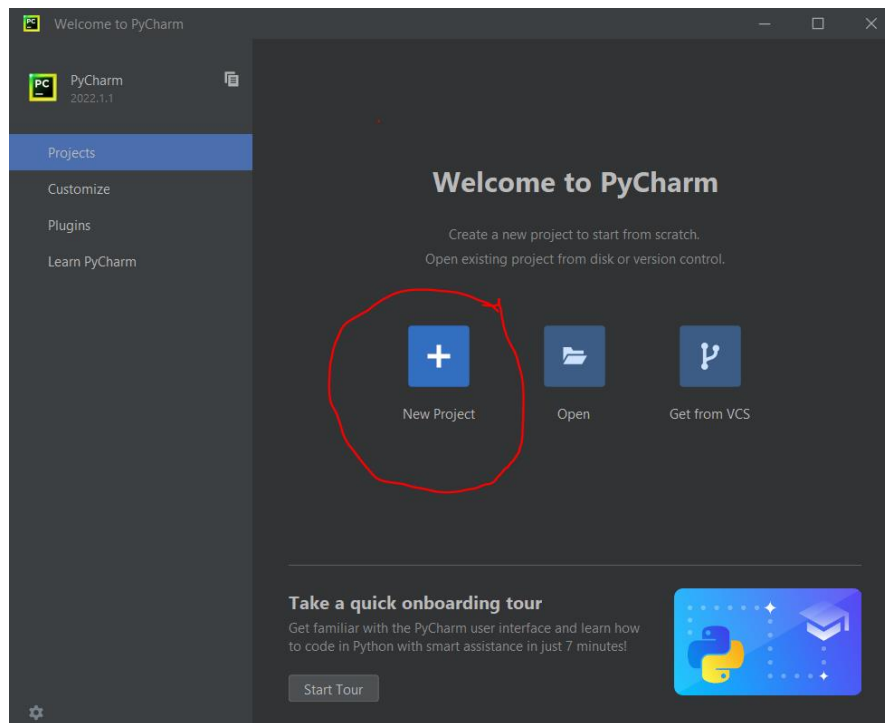 Welcome to PyCharm
PC
PyCharm
2022.1.1
Projects
Customize
Plugins
Learn PyCharm
Welcome to PyCharm
Create a new project to start from scratch.
Open existing project from disk or version control.
New Project
Open
Get from VCS
Take a quick onboarding tour
Get familiar with the PyCharm user interface and learn how
to code in Python with smart assistance in just 7 minutes!
Start Tour